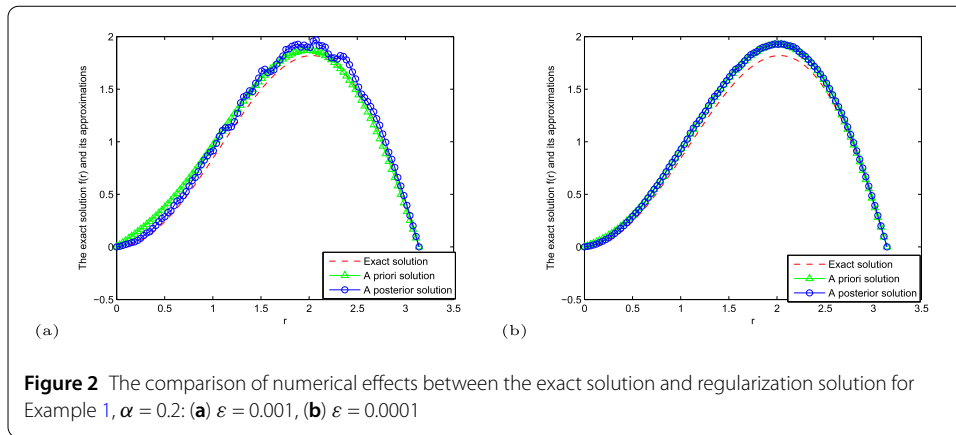 The exact solution f(r) and its approximations
2
1.5
1
0.5
0
−0.5
0 0.5 1 1.5 2 2.5 3 3.5
r
Exact solution
A priori solution
A posterior solution
(a)
The exact solution f(r) and its approximations
2
1.5
1
0.5
0
−0.5
0 0.5 1 1.5 2 2.5 3 3.5
r
Exact solution
A priori solution
A posterior solution
(b)
Figure 2 The comparison of numerical effects between the exact solution and regularization solution for
Example 1, α = 0.2: (a) ε = 0.001, (b) ε = 0.0001